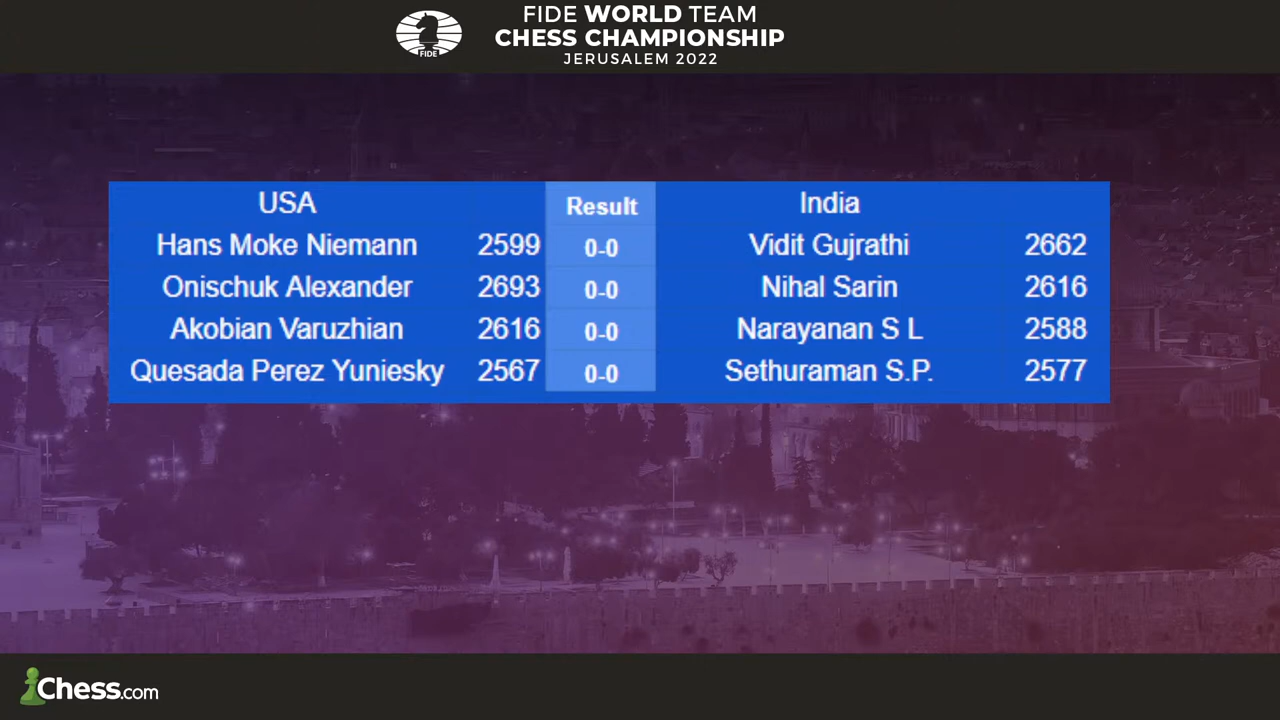 FIDE
FIDE WORLD TEAM
CHESS CHAMPIONSHIP
JERUSALEM 2022
USA Result India
Hans Moke Niemann 2599 0-0 Vidit Gujrathi 2662
Onischuk Alexander 2693 0-0 Nihal Sarin 2616
Akobian Varuzhian 2616 0-0 Narayanan S L 2588
Quesada Perez Yuniesky 2567 0-0 Sethuraman S.P. 2577
Chess.com